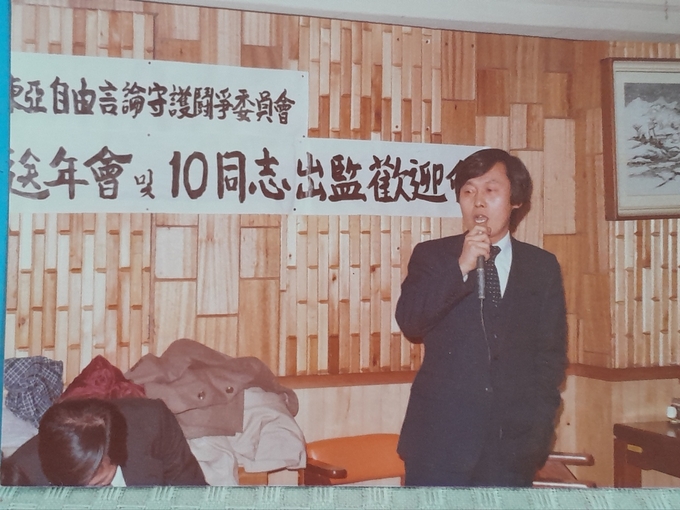 東亞自由言論守護鬪爭委員會
送年會 및 10同志出監歡迎